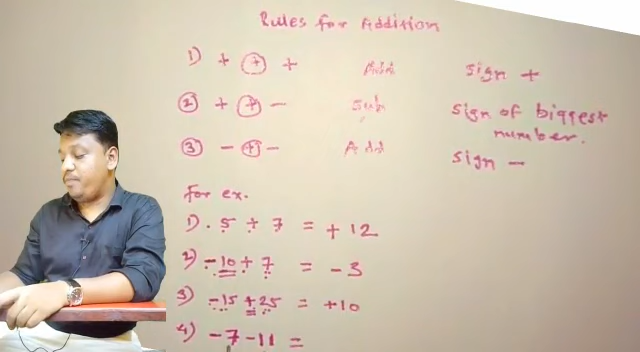 Rules for Addition
1) + (+) + Add sign +
② + (+) - Sub sign of biggest number.
③ - (+) - Add sign -
for ex.
1). 5 + 7 = +12
2) -10 + 7 = -3
3) -15 + 25 = +10
4) -7 - 11 =